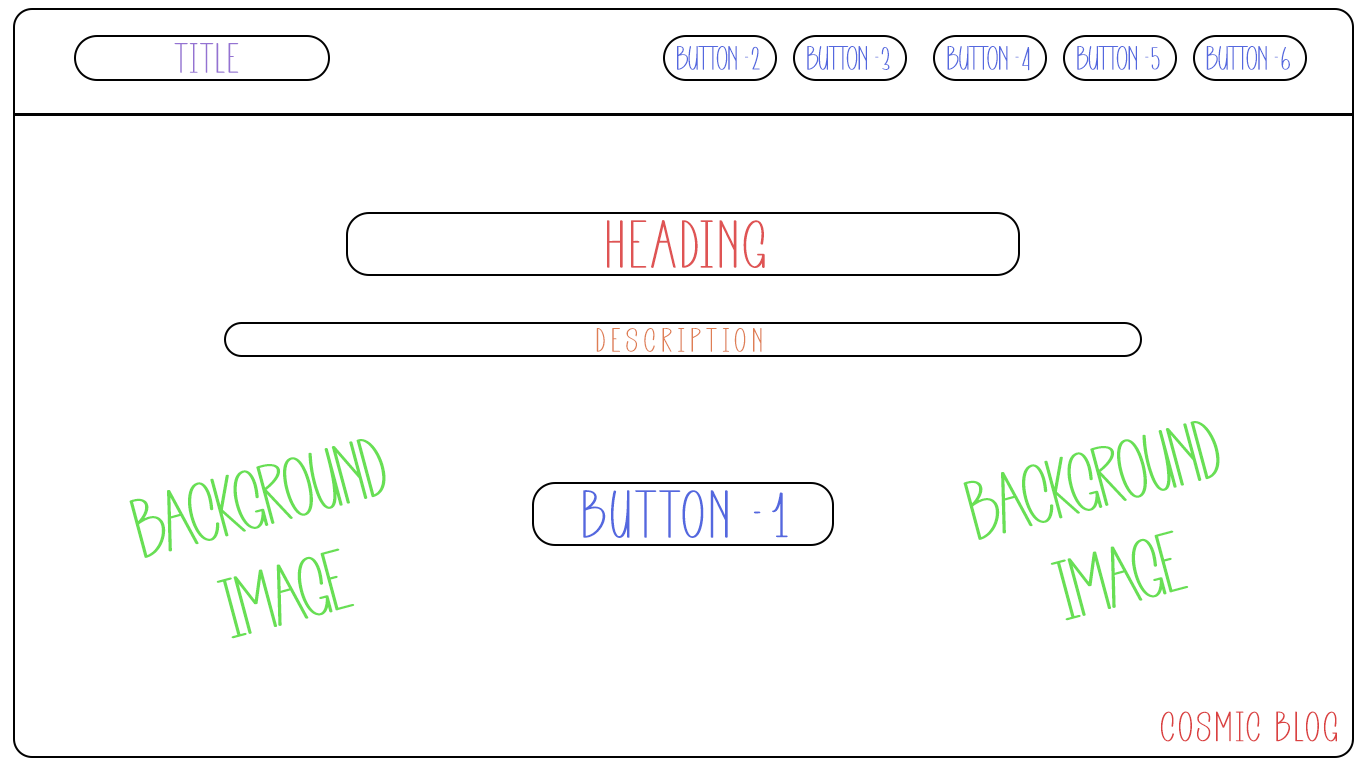 TITLE
BUTTON -2
BUTTON -3
BUTTON -4
BUTTON -5
BUTTON -6
HEADING
DESCRIPTION
BACKGROUND
IMAGE
BUTTON -1
BACKGROUND
IMAGE
COSMIC BLOG